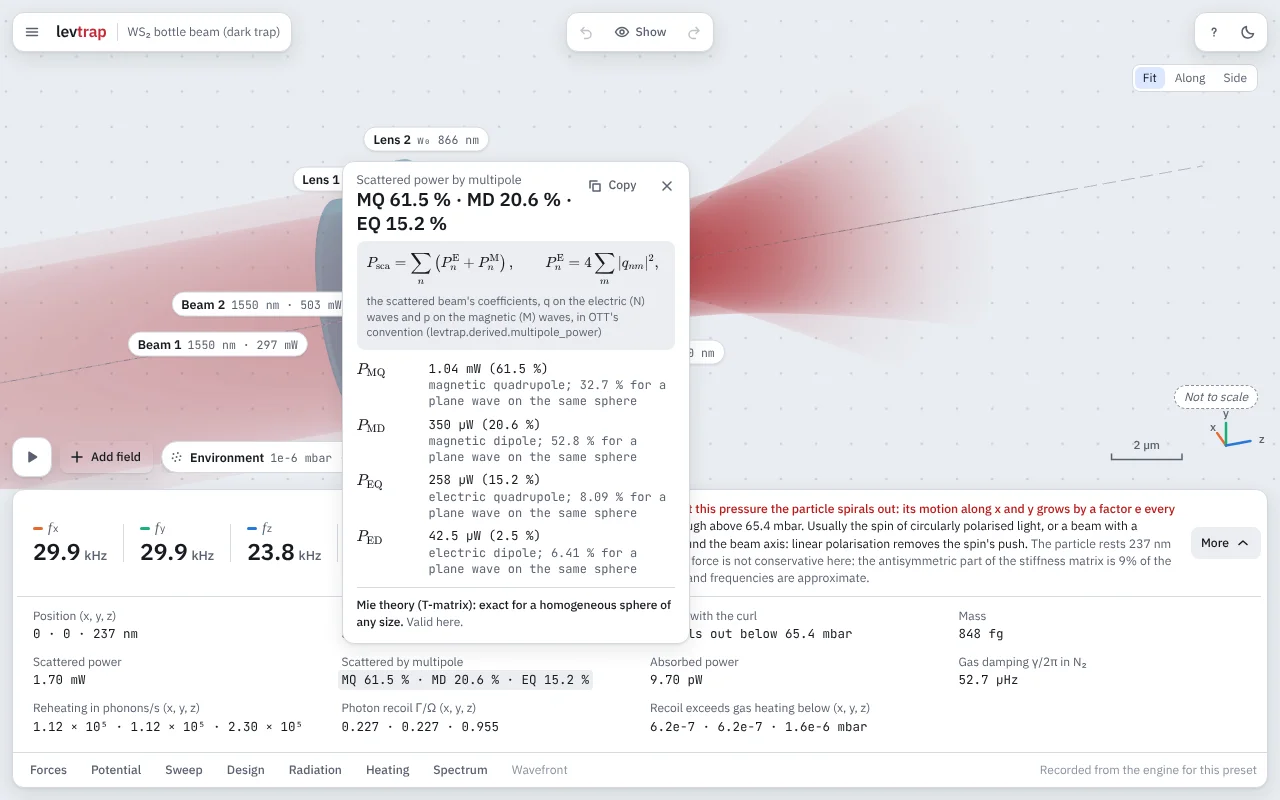 levtrap WS₂ bottle beam (dark trap)
Show
?
Fit Along Side
Lens 2 w₀ 866 nm
Lens 1
Beam 2 1550 nm · 503 mW
Beam 1 1550 nm · 297 mW
nm
Not to scale
y
x
z
2 µm
Add field
Environment 1e-6 mbar
Scattered power by multipole
Copy
MQ 61.5 % · MD 20.6 % ·
EQ 15.2 %
P_sca = ∑_n (P_n^E + P_n^M), P_n^E = 4 ∑_m |q_nm|²,
the scattered beam's coefficients, q on the electric (N)
waves and p on the magnetic (M) waves, in OTT's
convention (levtrap.derived.multipole_power)
P_MQ 1.04 mW (61.5 %)
magnetic quadrupole; 32.7 % for a
plane wave on the same sphere
P_MD 350 µW (20.6 %)
magnetic dipole; 52.8 % for a
plane wave on the same sphere
P_EQ 258 µW (15.2 %)
electric quadrupole; 8.09 % for a
plane wave on the same sphere
P_ED 42.5 µW (2.5 %)
electric dipole; 6.41 % for a
plane wave on the same sphere
Mie theory (T-matrix): exact for a homogeneous sphere of
any size. Valid here.
fx fy fz
29.9 kHz 29.9 kHz 23.8 kHz
t this pressure the particle spirals out: its motion along x and y grows by a factor e every
ugh above 65.4 mbar. Usually the spin of circularly polarised light, or a beam with a
und the beam axis: linear polarisation removes the spin's push. The particle rests 237 nm
force is not conservative here: the antisymmetric part of the stiffness matrix is 9% of the
and frequencies are approximate.
More
Position (x, y, z)
0 · 0 · 237 nm
with the curl
ls out below 65.4 mbar
Mass
848 fg
Scattered power
1.70 mW
Scattered by multipole
MQ 61.5 % · MD 20.6 % · EQ 15.2 %
Absorbed power
9.70 pW
Gas damping γ/2π in N₂
52.7 µHz
Reheating in phonons/s (x, y, z)
1.12 × 10⁵ · 1.12 × 10⁵ · 2.30 × 10⁵
Photon recoil Γ/Ω (x, y, z)
0.227 · 0.227 · 0.955
Recoil exceeds gas heating below (x, y, z)
6.2e-7 · 6.2e-7 · 1.6e-6 mbar
Forces Potential Sweep Design Radiation Heating Spectrum Wavefront
Recorded from the engine for this preset